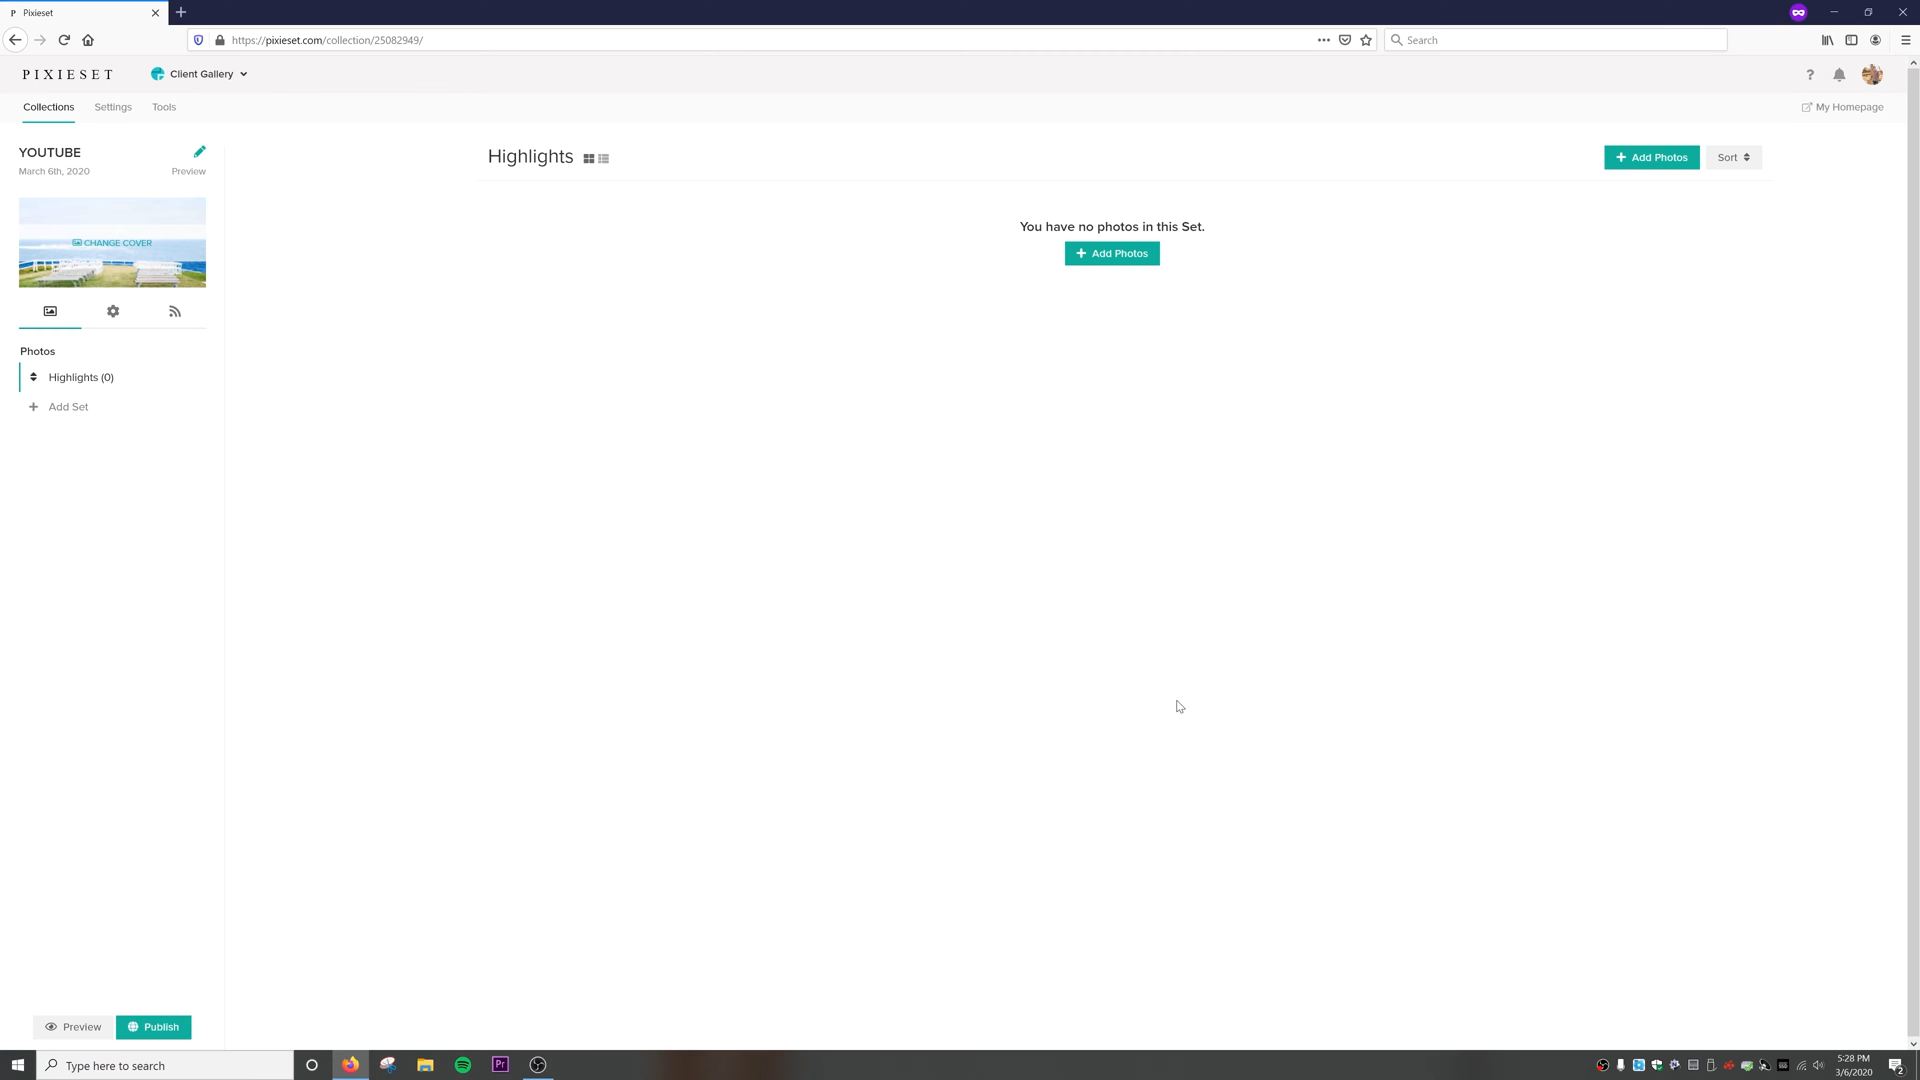 P Pixieset
https://pixieset.com/collection/25082949/
Search
PIXIESET
Client Gallery
?
Collections
Settings
Tools
My Homepage
YOUTUBE
March 6th, 2020
Preview
CHANGE COVER
Highlights
Add Photos
Sort
You have no photos in this Set.
Add Photos
Photos
Highlights (0)
Add Set
Preview
Publish
Type here to search
Pr
5:28 PM
3/6/2020
2